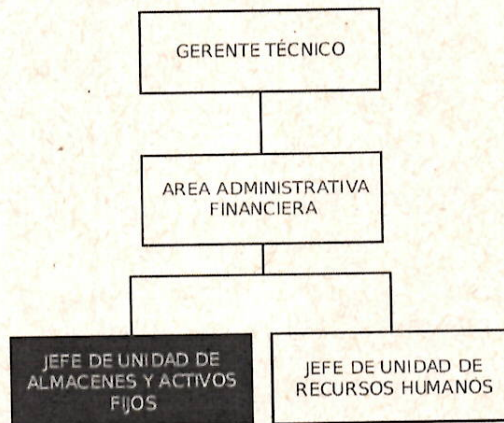 GERENTE TÉCNICO
AREA ADMINISTRATIVA
FINANCIERA
JEFE DE UNIDAD DE
ALMACENES Y ACTIVOS
FIJOS
JEFE DE UNIDAD DE
RECURSOS HUMANOS